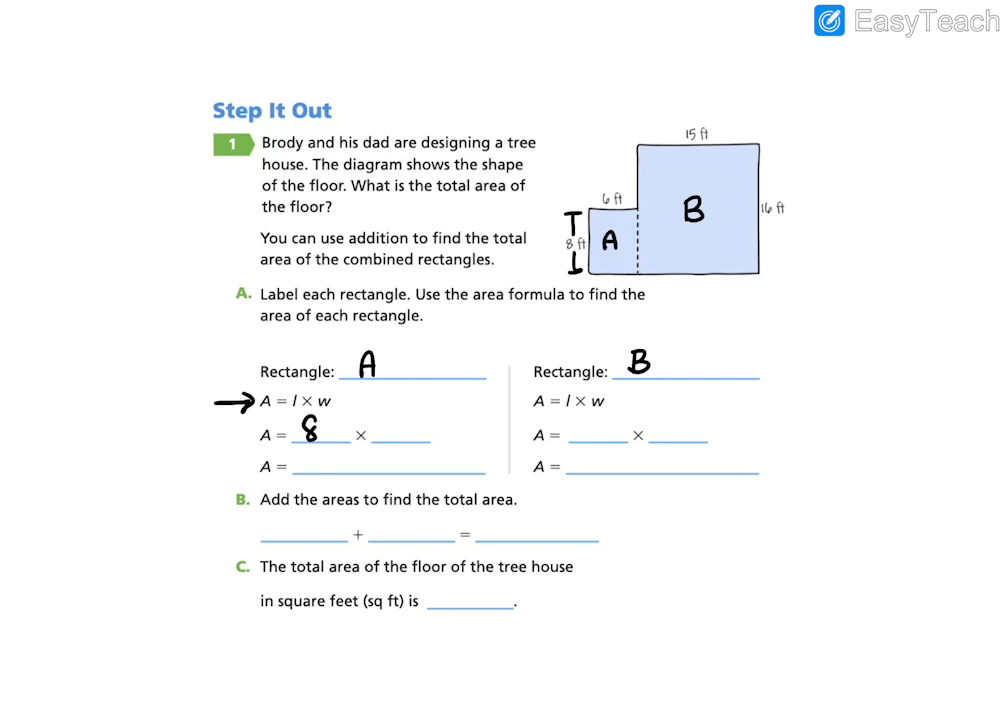 EasyTeach
Step It Out
1 Brody and his dad are designing a tree
house. The diagram shows the shape
of the floor. What is the total area of
the floor?
You can use addition to find the total
area of the combined rectangles.
15 ft
6 ft
16 ft
8 ft
A
B
A. Label each rectangle. Use the area formula to find the
area of each rectangle.
Rectangle: A
A = l × w
A = 8 ×
A =
Rectangle: B
A = l × w
A = ×
A =
B. Add the areas to find the total area.
+ =
C. The total area of the floor of the tree house
in square feet (sq ft) is .